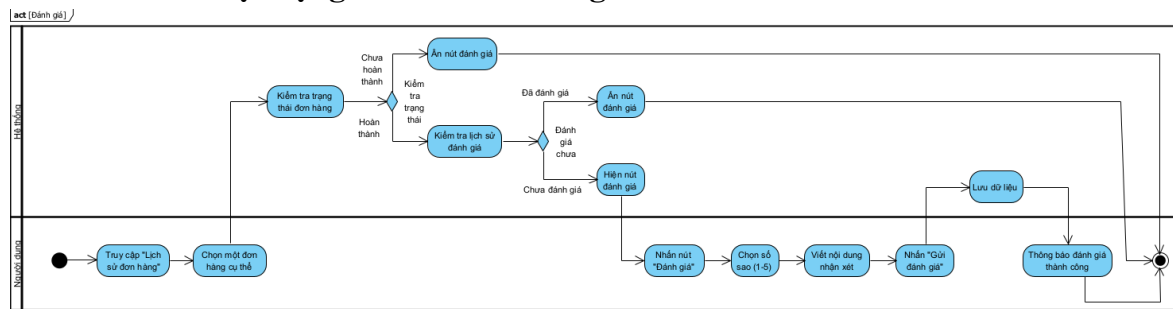 act [Đánh giá]
Hệ thống
Ẩn nút đánh giá
Chưa
hoàn
thành
Kiểm
tra
trạng
thái
Kiểm tra trạng
thái đơn hàng
Hoàn
thành
Kiểm tra lịch sử
đánh giá
Đã đánh giá
Ẩn nút
đánh giá
Đánh
giá
chưa
Chưa đánh giá
Hiện nút
đánh giá
Lưu dữ liệu
Người dùng
Truy cập "Lịch
sử đơn hàng"
Chọn một đơn
hàng cụ thể
Nhấn nút
"Đánh giá"
Chọn số
sao (1-5)
Viết nội dung
nhận xét
Nhấn "Gửi
đánh giá"
Thông báo đánh giá
thành công